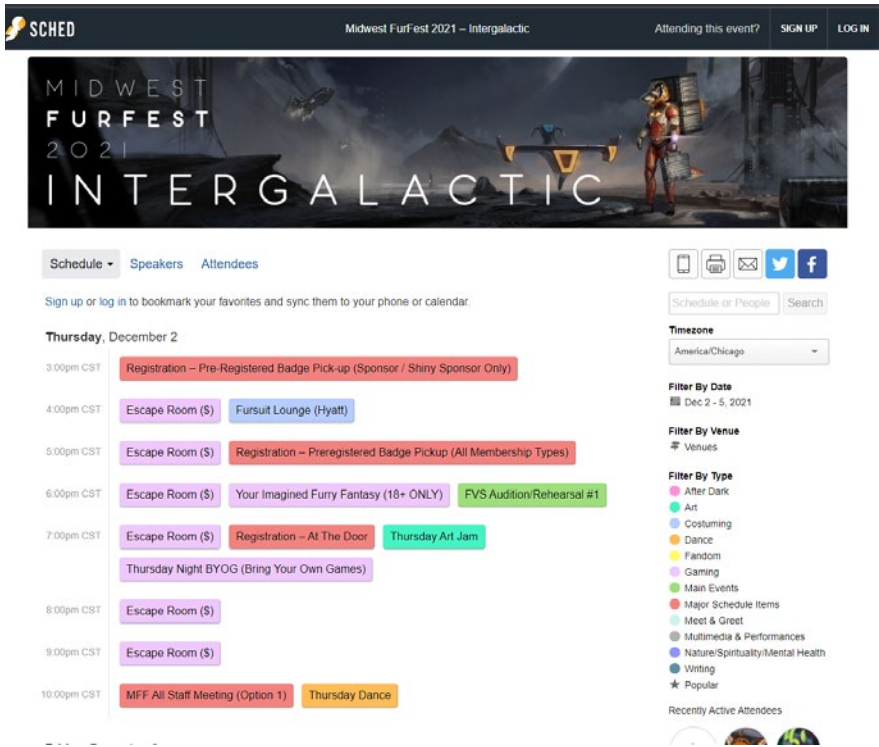 SCHED
Midwest FurFest 2021 – Intergalactic
Attending this event?
SIGN UP
LOG IN
MIDWEST
FURFEST
2021
INTERGALACTIC
Schedule
Speakers
Attendees
Sign up or log in to bookmark your favorites and sync them to your phone or calendar.
Thursday, December 2
3:00pm CST
Registration – Pre-Registered Badge Pick-up (Sponsor / Shiny Sponsor Only)
4:00pm CST
Escape Room ($)
Fursuit Lounge (Hyatt)
5:00pm CST
Escape Room ($)
Registration – Preregistered Badge Pickup (All Membership Types)
6:00pm CST
Escape Room ($)
Your Imagined Furry Fantasy (18+ ONLY)
FVS Audition/Rehearsal #1
7:00pm CST
Escape Room ($)
Registration – At The Door
Thursday Art Jam
Thursday Night BYOG (Bring Your Own Games)
8:00pm CST
Escape Room ($)
9:00pm CST
Escape Room ($)
10:00pm CST
MFF All Staff Meeting (Option 1)
Thursday Dance
Schedule or People
Search
Timezone
America/Chicago
Filter By Date
Dec 2 - 5, 2021
Filter By Venue
Venues
Filter By Type
After Dark
Art
Costuming
Dance
Fandom
Gaming
Main Events
Major Schedule Items
Meet & Greet
Multimedia & Performances
Nature/Spirituality/Mental Health
Writing
Popular
Recently Active Attendees